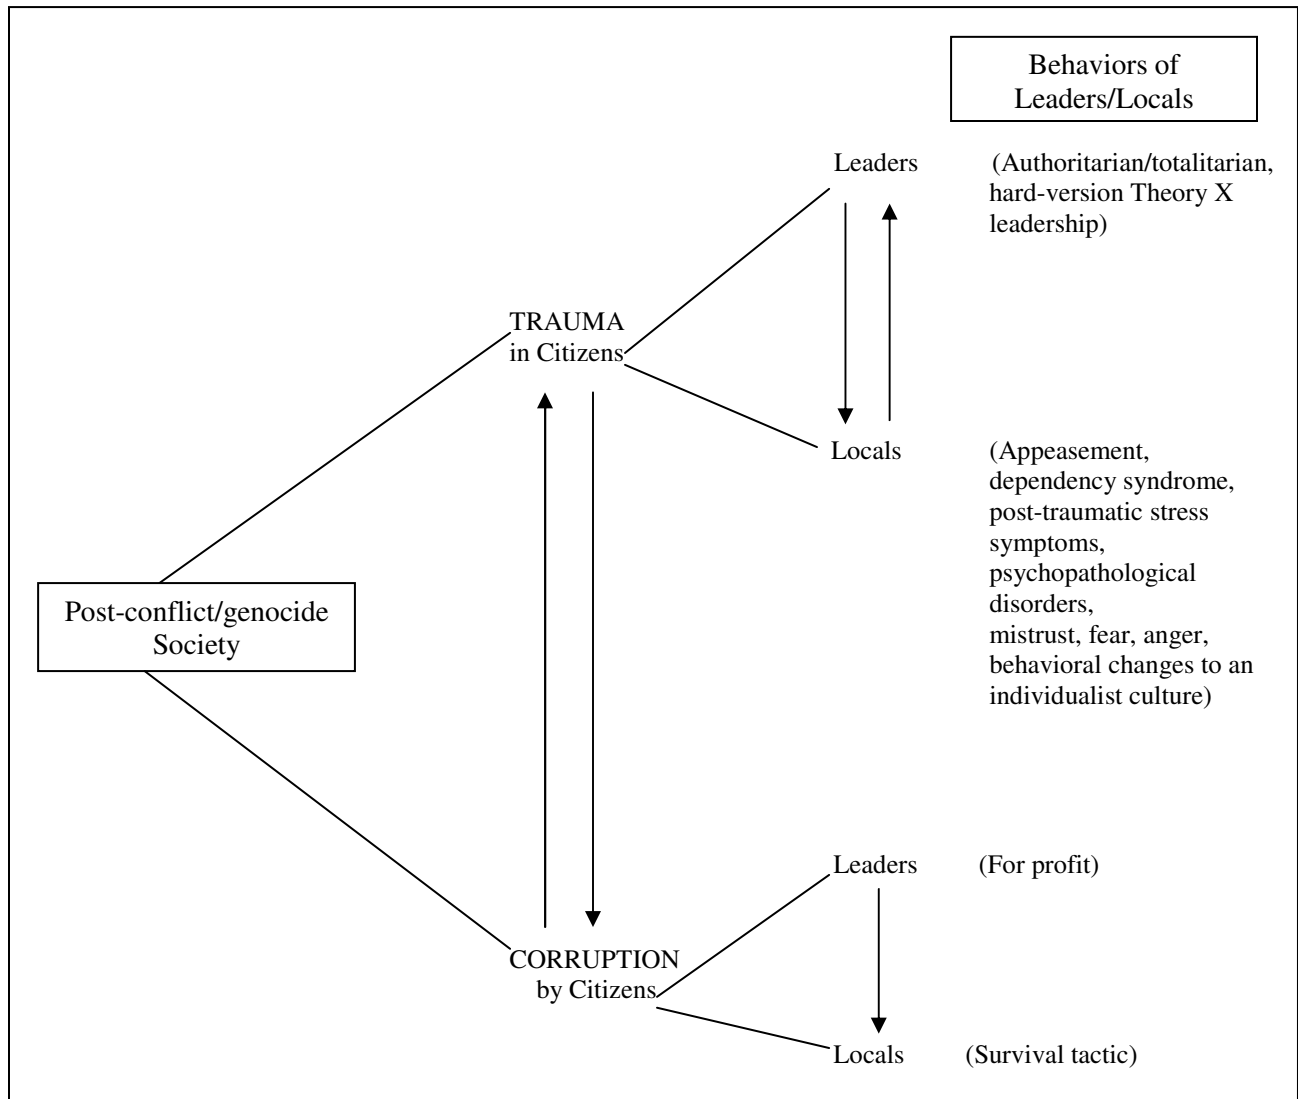 Behaviors of
Leaders/Locals
Leaders
(Authoritarian/totalitarian,
hard-version Theory X
leadership)
TRAUMA
in Citizens
Locals
(Appeasement,
dependency syndrome,
post-traumatic stress
symptoms,
psychopathological
disorders,
mistrust, fear, anger,
behavioral changes to an
individualist culture)
Post-conflict/genocide
Society
Leaders
(For profit)
CORRUPTION
by Citizens
Locals
(Survival tactic)